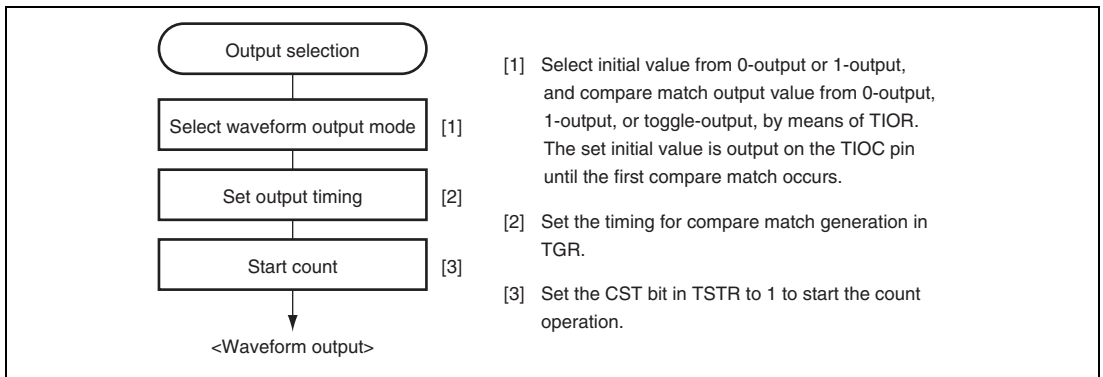 Output selection
Select waveform output mode [1]
Set output timing [2]
Start count [3]
<Waveform output>
[1] Select initial value from 0-output or 1-output,
and compare match output value from 0-output,
1-output, or toggle-output, by means of TIOR.
The set initial value is output on the TIOC pin
until the first compare match occurs.
[2] Set the timing for compare match generation in
TGR.
[3] Set the CST bit in TSTR to 1 to start the count
operation.